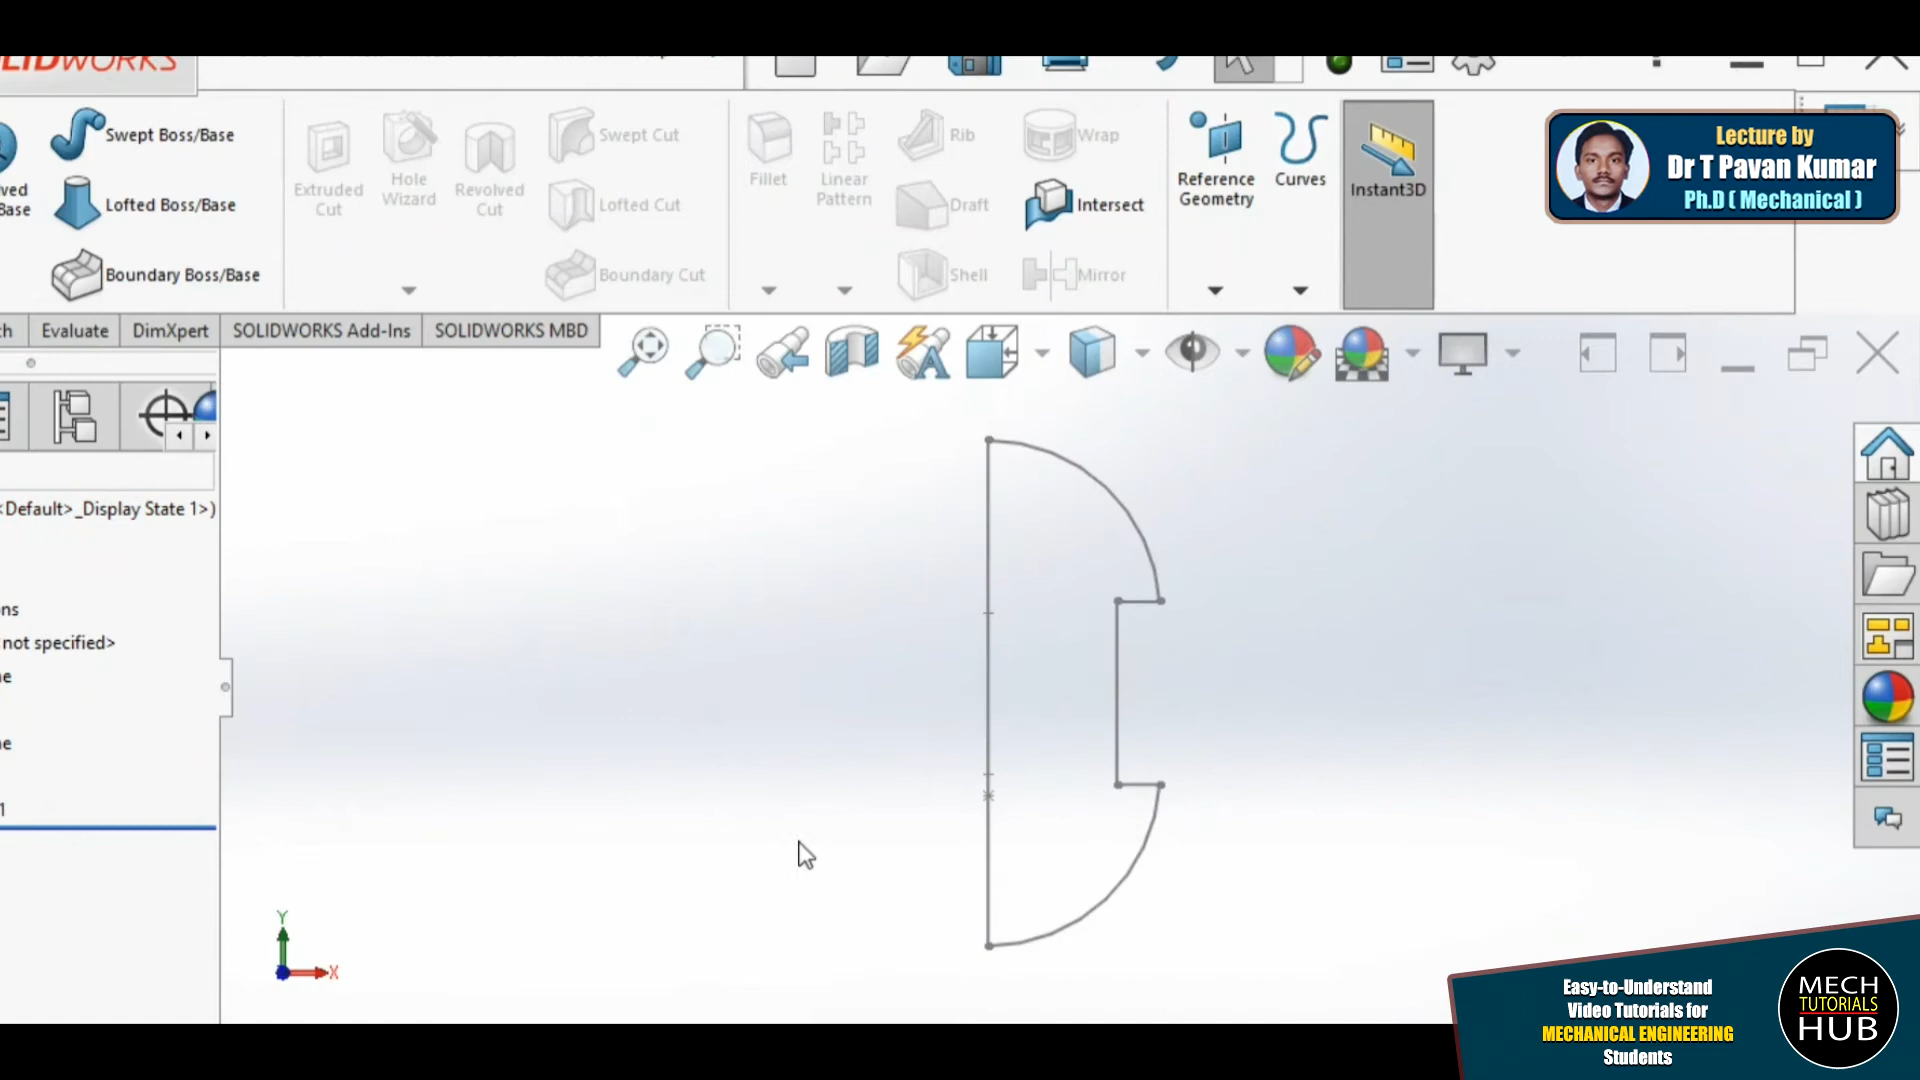 SOLIDWORKS
Swept Boss/Base
Lofted Boss/Base
Boundary Boss/Base
Extruded
Cut
Hole
Wizard
Revolved
Cut
Swept Cut
Lofted Cut
Boundary Cut
Fillet
Linear
Pattern
Rib
Draft
Shell
Wrap
Intersect
Mirror
Reference
Geometry
Curves
Instant3D
Lecture by
Dr T Pavan Kumar
Ph.D ( Mechanical )
Evaluate
DimXpert
SOLIDWORKS Add-Ins
SOLIDWORKS MBD
<Default>_Display State 1>)
not specified>
Y
X
Easy-to-Understand
Video Tutorials for
MECHANICAL ENGINEERING
Students
MECH
TUTORIALS
HUB